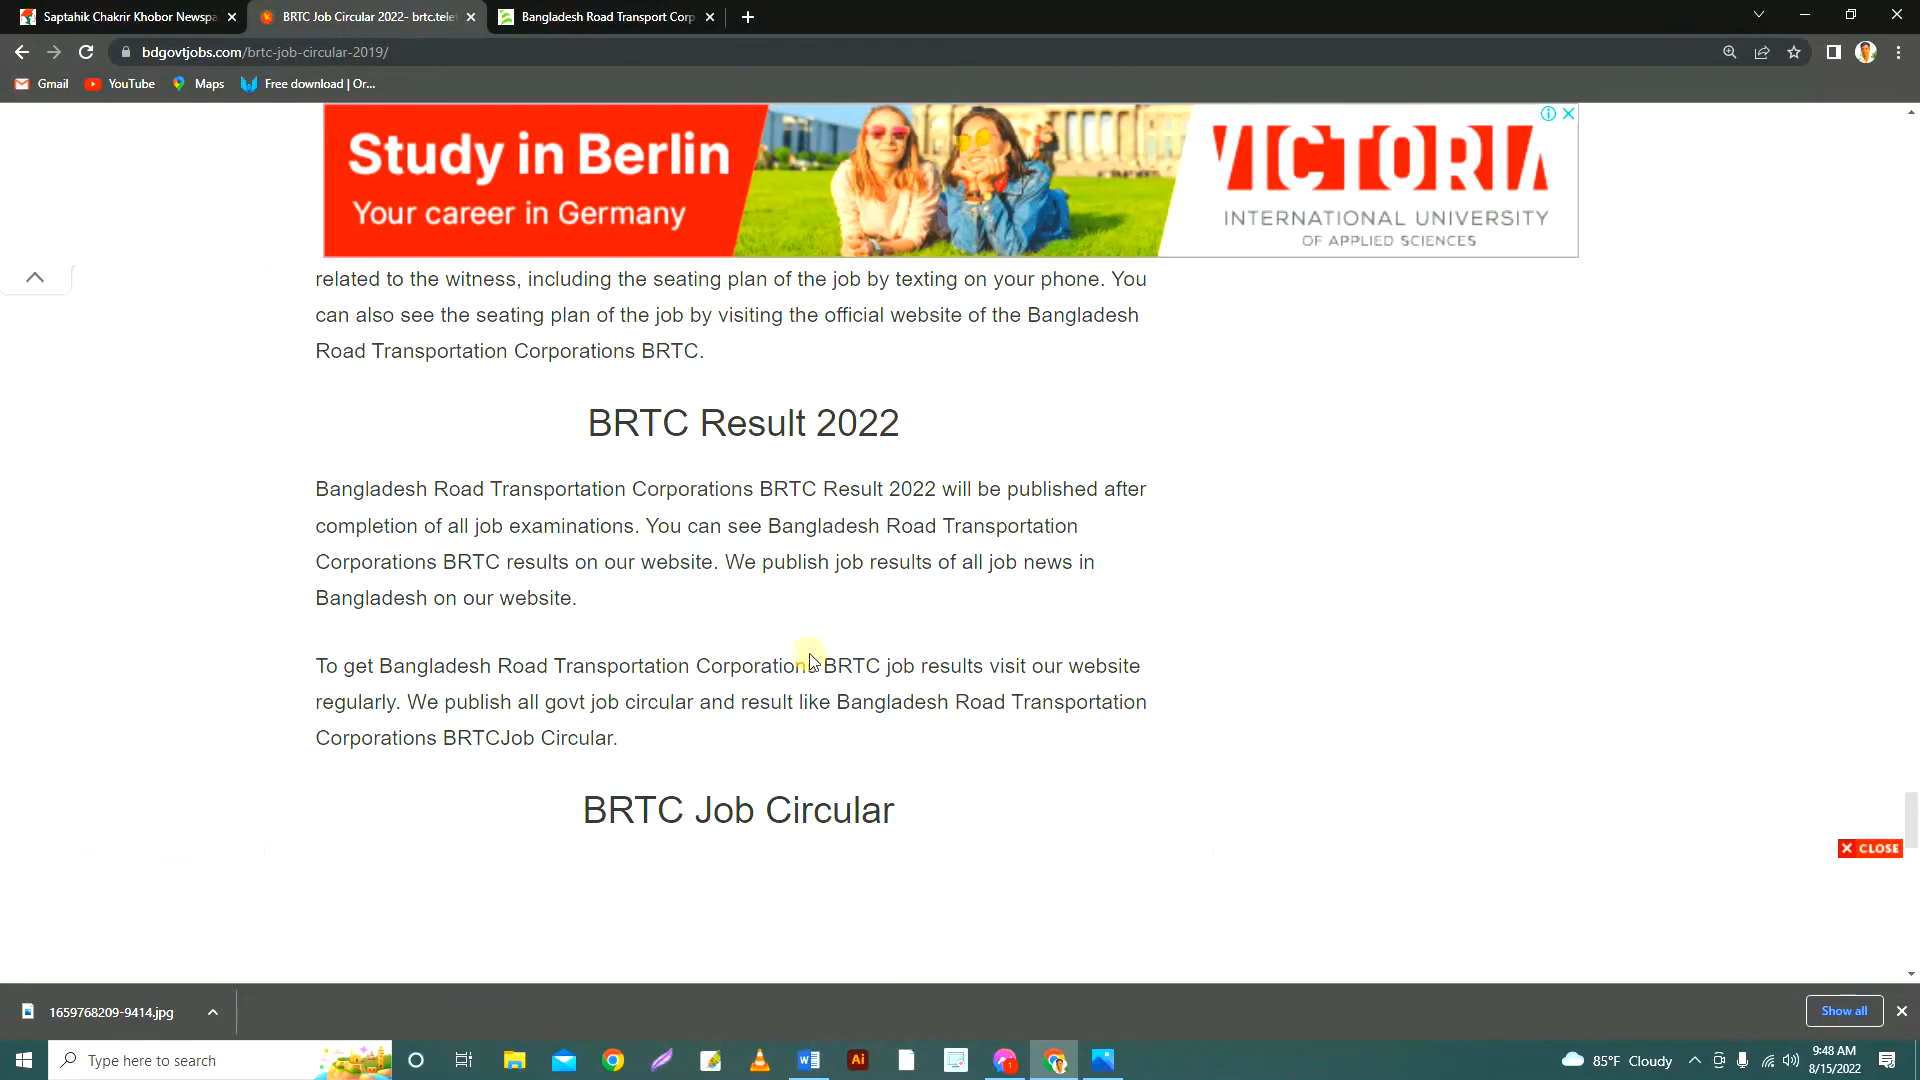 Saptahik Chakrir Khobor Newspa
BRTC Job Circular 2022- brtc.tele
Bangladesh Road Transport Corp
bdgovtjobs.com/brtc-job-circular-2019/
Gmail
YouTube
Maps
Free download | Or...
Study in Berlin
Your career in Germany
VICTORIA
INTERNATIONAL UNIVERSITY
OF APPLIED SCIENCES
related to the witness, including the seating plan of the job by texting on your phone. You
can also see the seating plan of the job by visiting the official website of the Bangladesh
Road Transportation Corporations BRTC.
BRTC Result 2022
Bangladesh Road Transportation Corporations BRTC Result 2022 will be published after
completion of all job examinations. You can see Bangladesh Road Transportation
Corporations BRTC results on our website. We publish job results of all job news in
Bangladesh on our website.
To get Bangladesh Road Transportation Corporations BRTC job results visit our website
regularly. We publish all govt job circular and result like Bangladesh Road Transportation
Corporations BRTCJob Circular.
BRTC Job Circular
CLOSE
1659768209-9414.jpg
Show all
Type here to search
Ai
1
85°F Cloudy
9:48 AM
8/15/2022